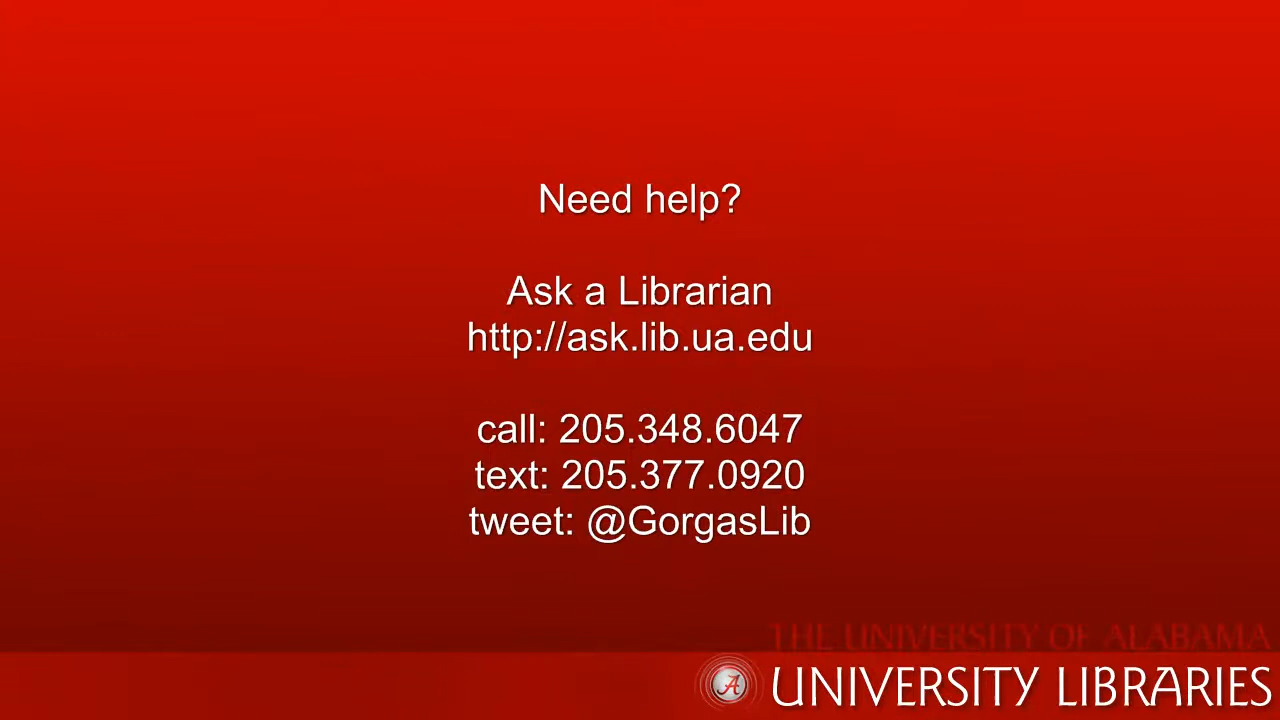 Need help?
Ask a Librarian
http://ask.lib.ua.edu
call: 205.348.6047
text: 205.377.0920
tweet: @GorgasLib
THE UNIVERSITY OF ALABAMA
A UNIVERSITY LIBRARIES